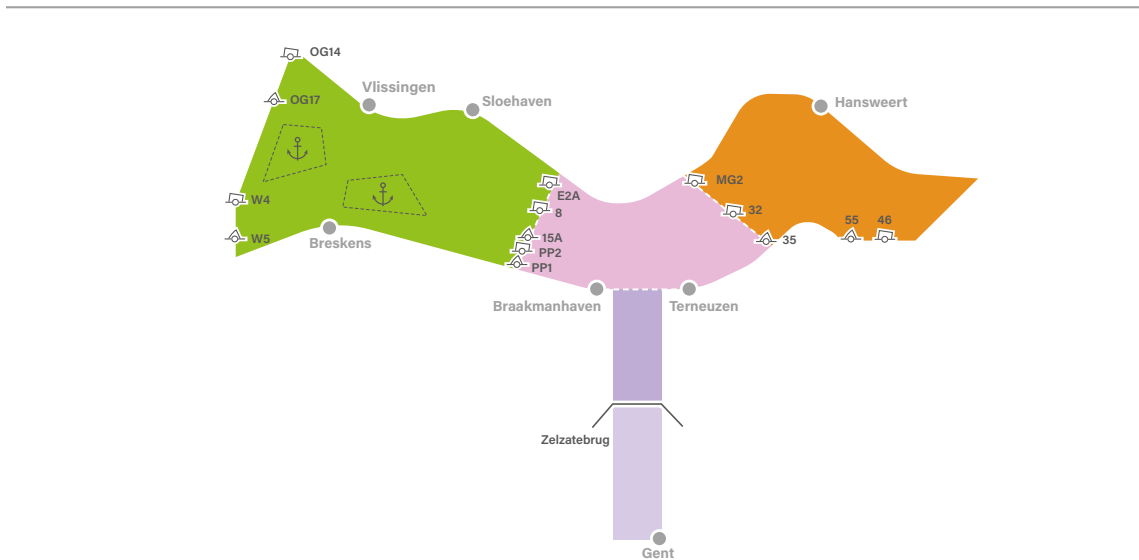 OG14
Vlissingen
OG17
Sloehaven
Hansweert
MG2
E2A
W4
8
32
55
46
W5
15A
35
Breskens
PP2
PP1
Braakmanhaven
Terneuzen
Zelzatebrug
Gent